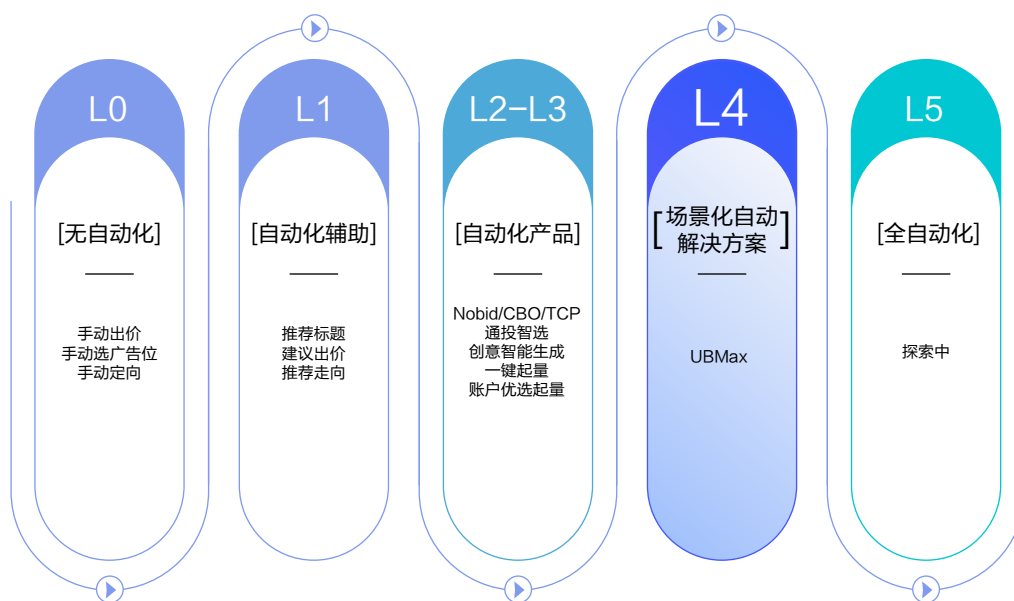 L0
[无自动化]
手动出价
手动选广告位
手动定向
L1
[自动化辅助]
推荐标题
建议出价
推荐走向
L2-L3
[自动化产品]
Nobid/CBO/TCP
通投智选
创意智能生成
一键起量
账户优选起量
L4
[场景化自动
解决方案]
UBMax
L5
[全自动化]
探索中